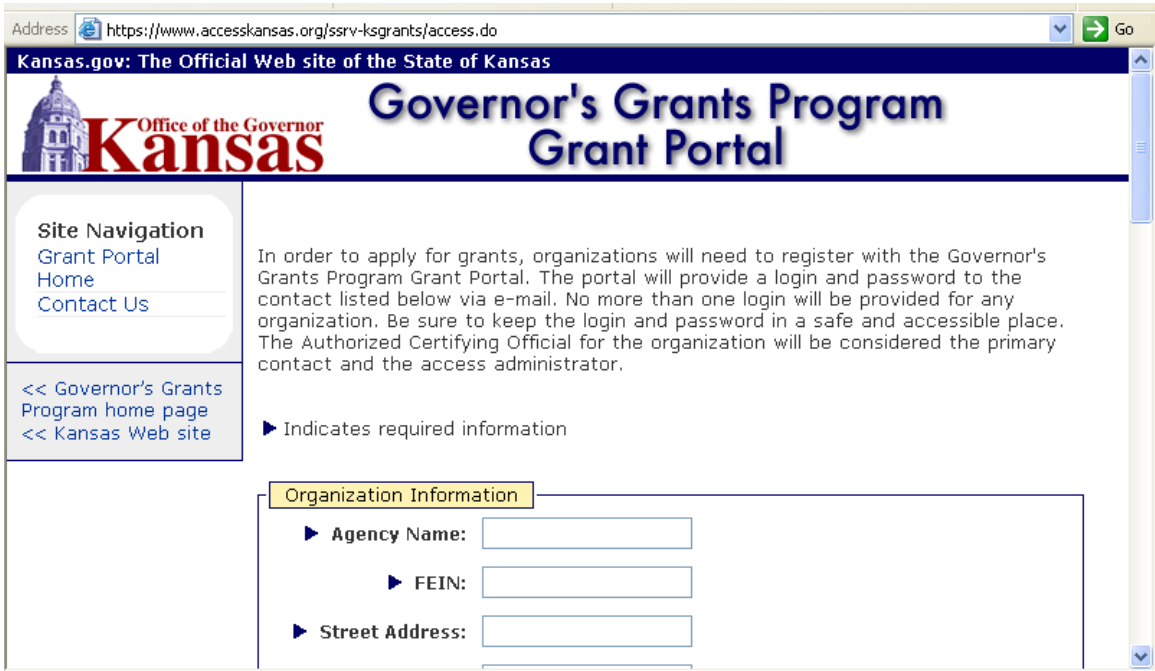 Address https://www.accesskansas.org/ssrv-ksgrants/access.do Go
Kansas.gov: The Official Web site of the State of Kansas
Office of the Governor
Kansas
Governor's Grants Program
Grant Portal
Site Navigation
Grant Portal
Home
Contact Us
<< Governor's Grants
Program home page
<< Kansas Web site
In order to apply for grants, organizations will need to register with the Governor's
Grants Program Grant Portal. The portal will provide a login and password to the
contact listed below via e-mail. No more than one login will be provided for any
organization. Be sure to keep the login and password in a safe and accessible place.
The Authorized Certifying Official for the organization will be considered the primary
contact and the access administrator.
Indicates required information
Organization Information
Agency Name:
FEIN:
Street Address: